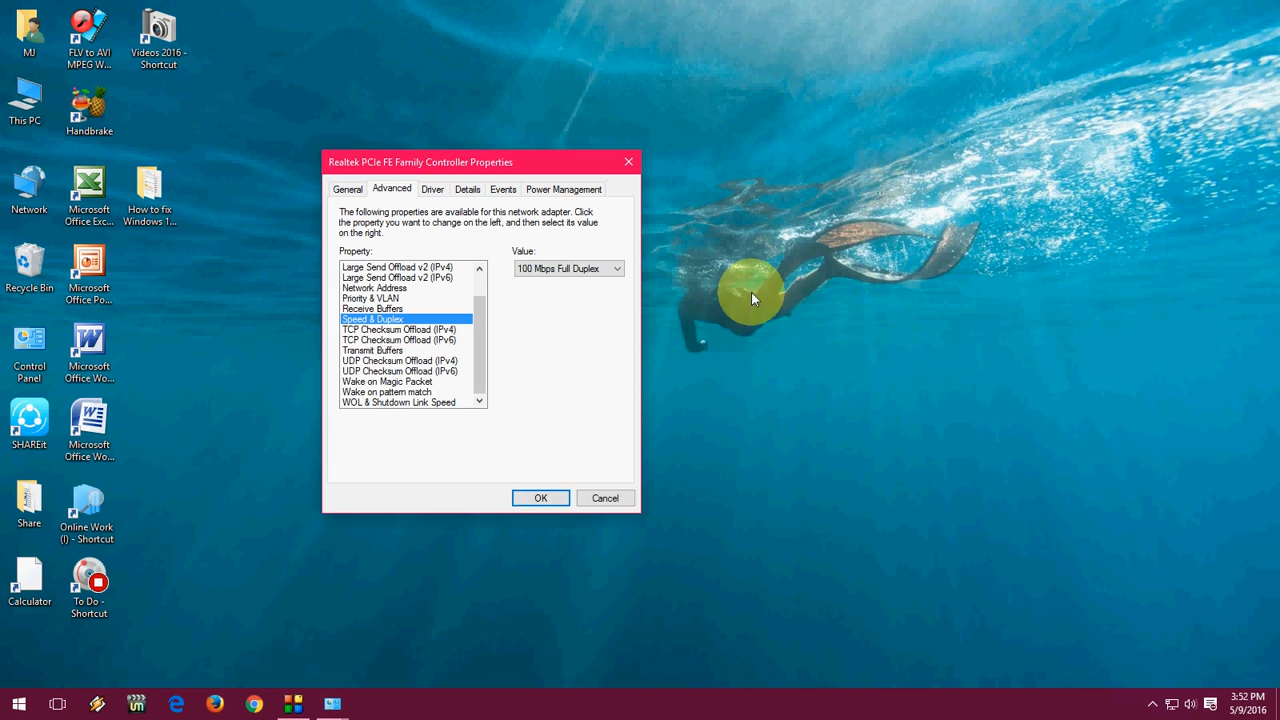 MJ
FLV to AVI
MPEG W...
Videos 2016 -
Shortcut
This PC
Handbrake
Network
Microsoft
Office Exc...
How to fix
Windows 1...
Recycle Bin
Microsoft
Office Po...
Control
Panel
Microsoft
Office Wo...
SHAREit
Microsoft
Office Wo...
Share
Online Work
(I) - Shortcut
Calculator
To Do -
Shortcut
Realtek PCIe FE Family Controller Properties
General
Advanced
Driver
Details
Events
Power Management
The following properties are available for this network adapter. Click
the property you want to change on the left, and then select its value
on the right.
Property:
Value:
Large Send Offload v2 (IPv4)
Large Send Offload v2 (IPv6)
Network Address
Priority & VLAN
Receive Buffers
Speed & Duplex
TCP Checksum Offload (IPv4)
TCP Checksum Offload (IPv6)
Transmit Buffers
UDP Checksum Offload (IPv4)
UDP Checksum Offload (IPv6)
Wake on Magic Packet
Wake on pattern match
WOL & Shutdown Link Speed
100 Mbps Full Duplex
OK
Cancel
3:52 PM
5/9/2016